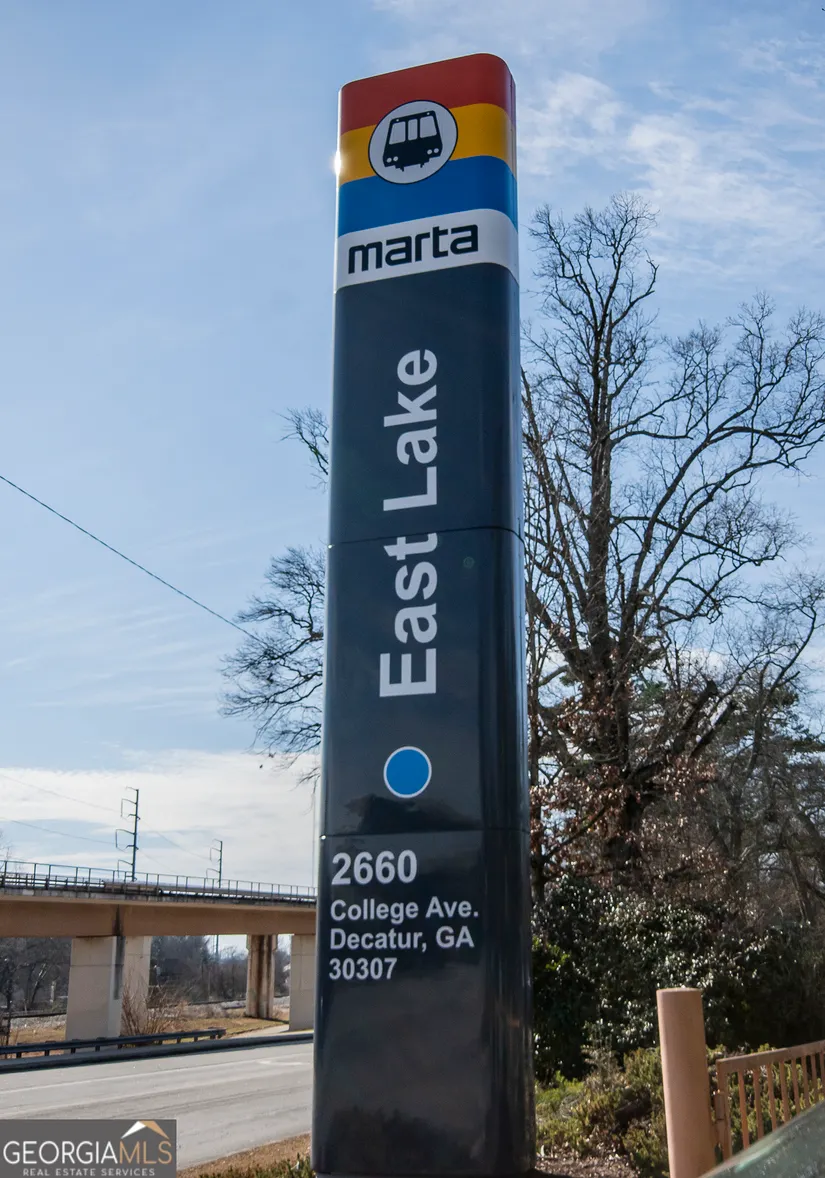 marta
East Lake
2660
College Ave.
Decatur, GA
30307
GEORGIAMLS
REAL ESTATE SERVICES